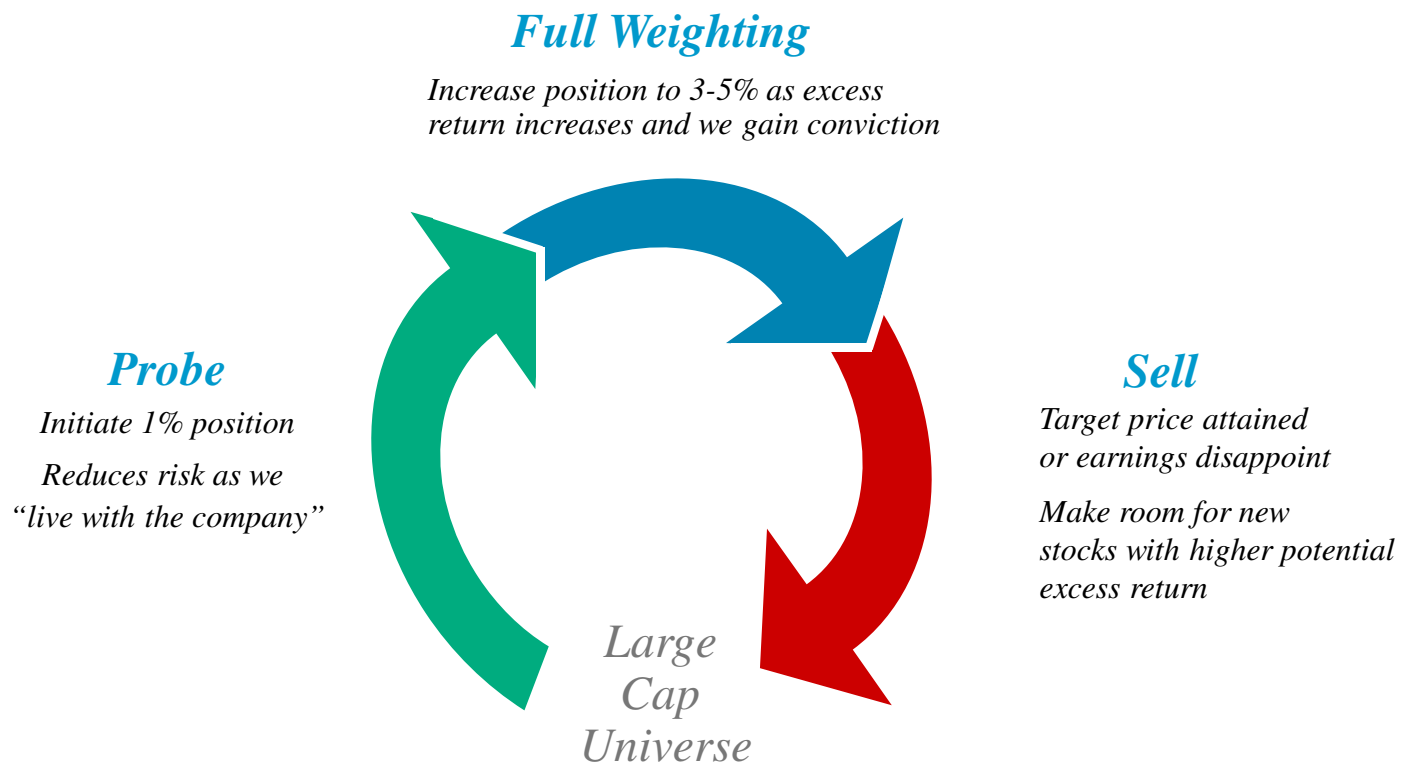 Full Weighting
Increase position to 3-5% as excess
return increases and we gain conviction
Probe
Initiate 1% position
Reduces risk as we
“live with the company”
Sell
Target price attained
or earnings disappoint
Make room for new
stocks with higher potential
excess return
Large
Cap
Universe